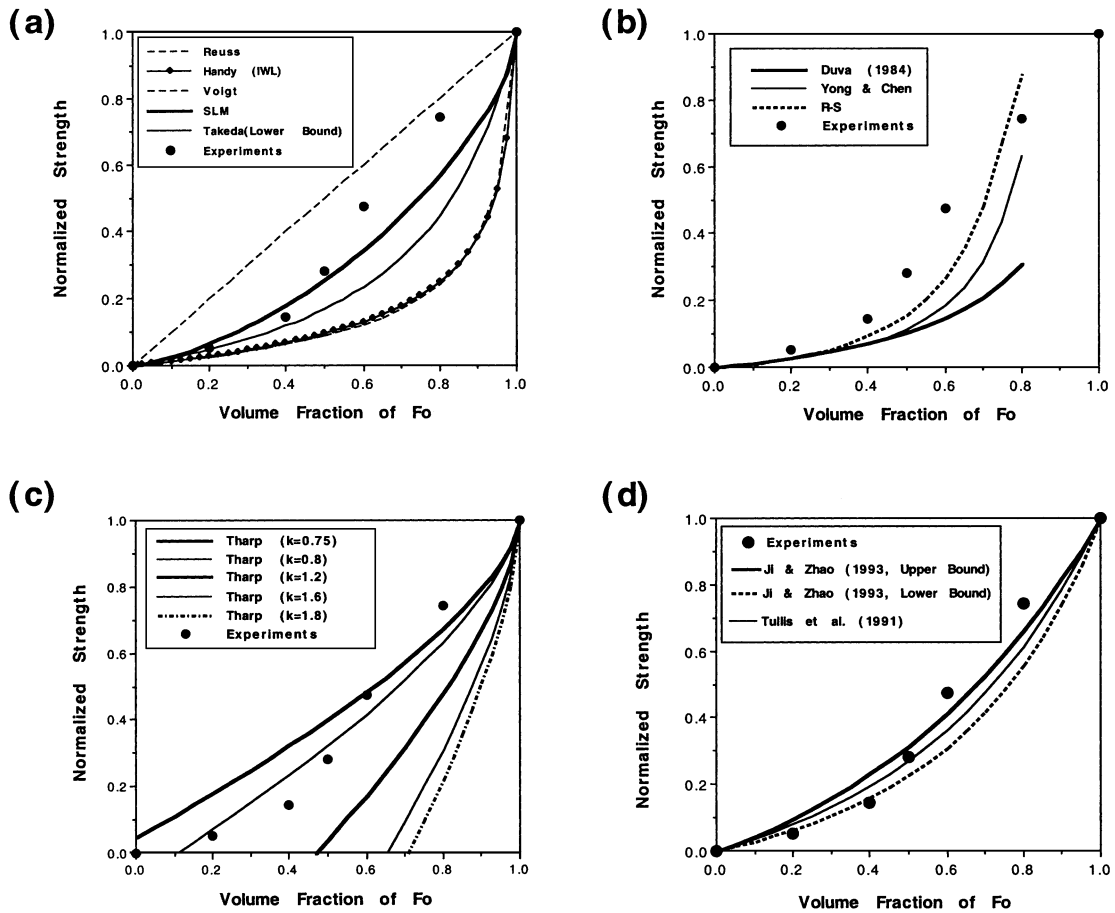 (a)
Normalized Strength
1.0
0.8
0.6
0.4
0.2
0.0
Reuss
Handy (IWL)
Voigt
SLM
Takeda(Lower Bound)
Experiments
0.0 0.2 0.4 0.6 0.8 1.0
Volume Fraction of Fo
(b)
Normalized Strength
1.0
0.8
0.6
0.4
0.2
0.0
Duva (1984)
Yong & Chen
R-S
Experiments
0.0 0.2 0.4 0.6 0.8 1.0
Volume Fraction of Fo
(c)
Normalized Strength
1.0
0.8
0.6
0.4
0.2
0.0
Tharp (k=0.75)
Tharp (k=0.8)
Tharp (k=1.2)
Tharp (k=1.6)
Tharp (k=1.8)
Experiments
0.0 0.2 0.4 0.6 0.8 1.0
Volume Fraction of Fo
(d)
Normalized Strength
1.0
0.8
0.6
0.4
0.2
0.0
Experiments
Ji & Zhao (1993, Upper Bound)
Ji & Zhao (1993, Lower Bound)
Tullis et al. (1991)
0.0 0.2 0.4 0.6 0.8 1.0
Volume Fraction of Fo